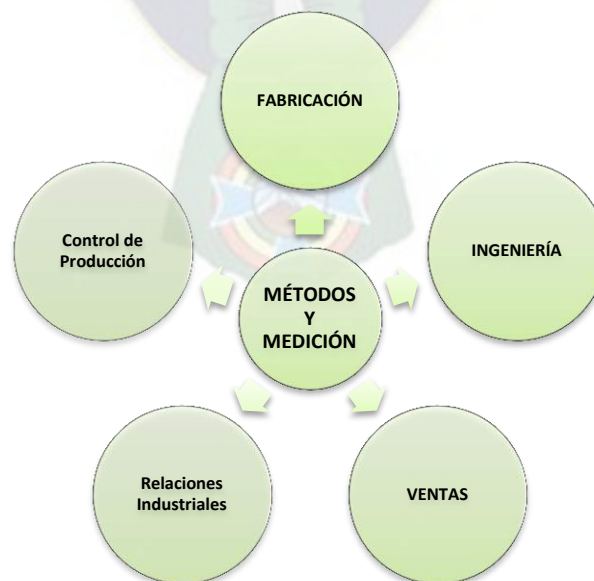 FABRICACIÓN
Control de
Producción
INGENIERÍA
MÉTODOS
Y
MEDICIÓN
Relaciones
Industriales
VENTAS